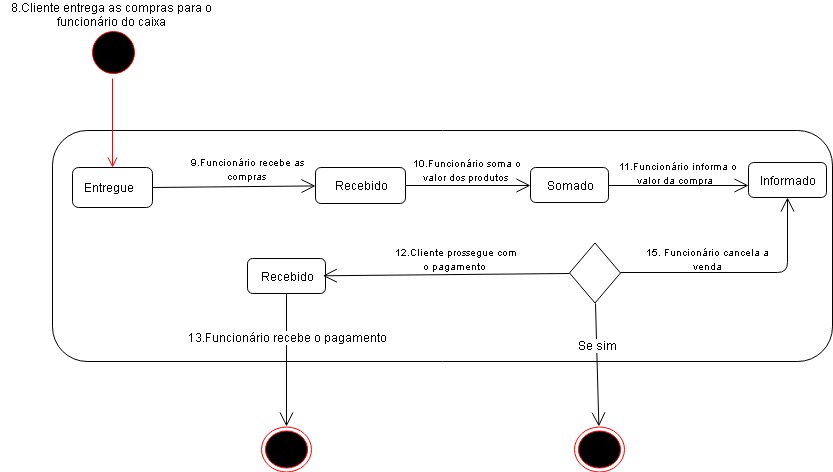 8.Cliente entrega as compras para o
funcionário do caixa
9.Funcionário recebe as
compras
10.Funcionário soma o
valor dos produtos
11.Funcionário informa o
valor da compra
Entregue
Recebido
Somado
Informado
12.Cliente prossegue com
o pagamento
15. Funcionário cancela a
venda
Recebido
13.Funcionário recebe o pagamento
Se sim